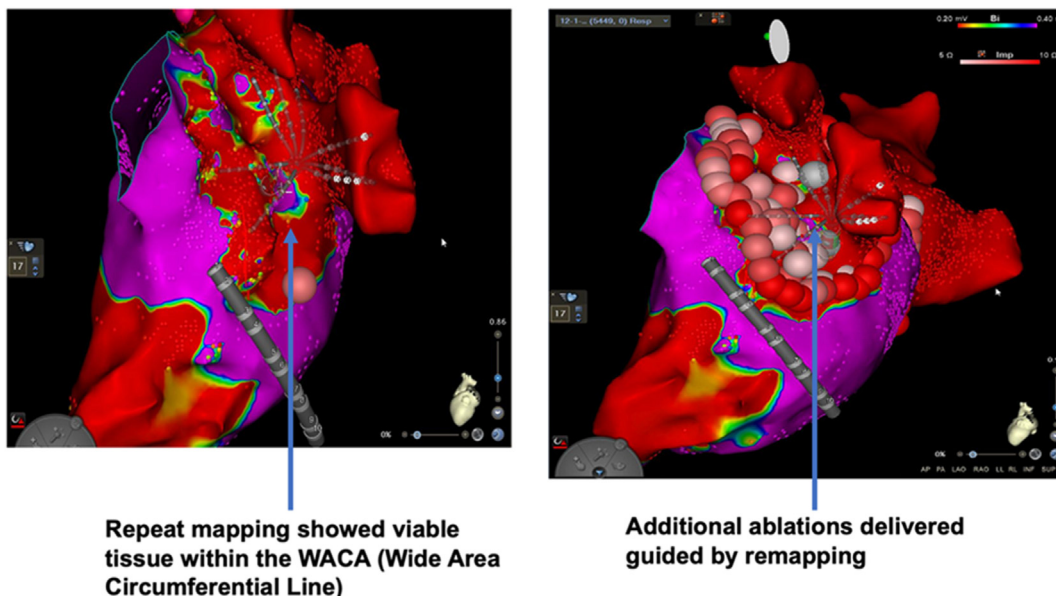 12-1-... (5449, 0) Resp
0.20 mV Bi 0.40
5 Ω Imp 10 Ω
17
0.86
0%
17
0%
AP PA LAO RAO LL RL INF SUP
Repeat mapping showed viable
tissue within the WACA (Wide Area
Circumferential Line)
Additional ablations delivered
guided by remapping